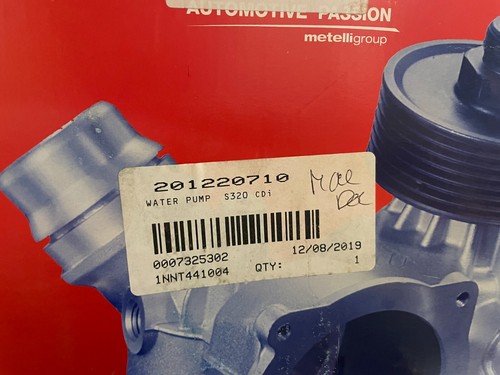 AUTOMOTIVE PASSION
metelligroup
201220710
WATER PUMP S320 CDi
0007325302
12/08/2019
1NNT441004
QTY: 1